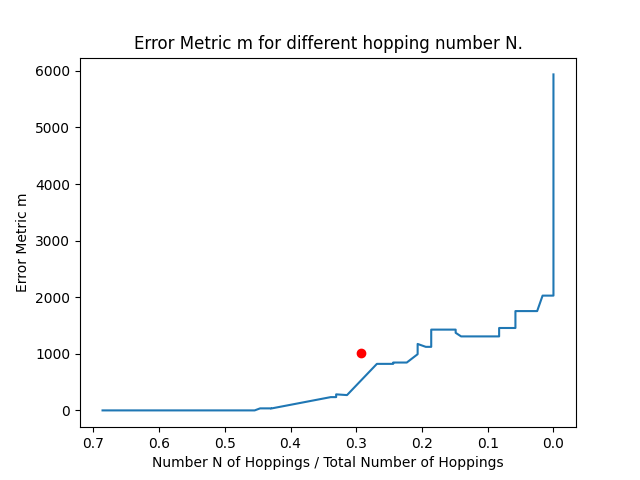 Error Metric m for different hopping number N.
6000
5000
4000
3000
2000
1000
0
Error Metric m
0.7 0.6 0.5 0.4 0.3 0.2 0.1 0.0
Number N of Hoppings / Total Number of Hoppings